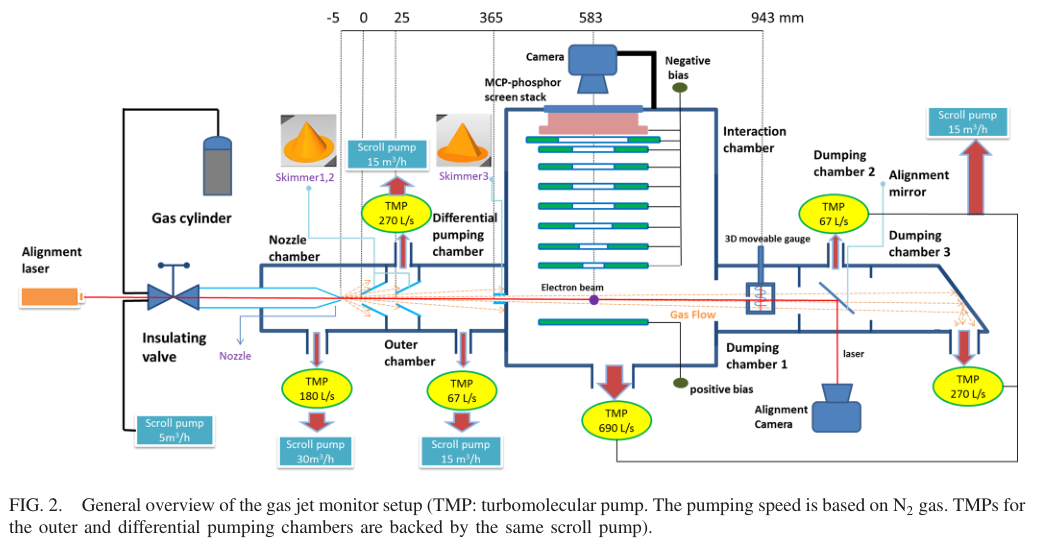 -5 0 25 365 583 943 mm
Camera
Negative
bias
MCP-phosphor
screen stack
Interaction
chamber
Scroll pump
15 m³/h
Scroll pump
15 m³/h
Skimmer1,2
Skimmer3
Dumping
chamber 2
Alignment
mirror
TMP
270 L/s
TMP
67 L/s
Gas cylinder
Differential
pumping
chamber
Nozzle
chamber
Dumping
chamber 3
3D moveable gauge
Alignment
laser
Electron beam
Gas Flow
Insulating
valve
Nozzle
Outer
chamber
Dumping
chamber 1
laser
TMP
180 L/s
TMP
67 L/s
positive bias
TMP
270 L/s
TMP
690 L/s
Alignment
Camera
Scroll pump
5m³/h
Scroll pump
30m³/h
Scroll pump
15 m³/h
FIG. 2. General overview of the gas jet monitor setup (TMP: turbomolecular pump. The pumping speed is based on N₂ gas. TMPs for
the outer and differential pumping chambers are backed by the same scroll pump).